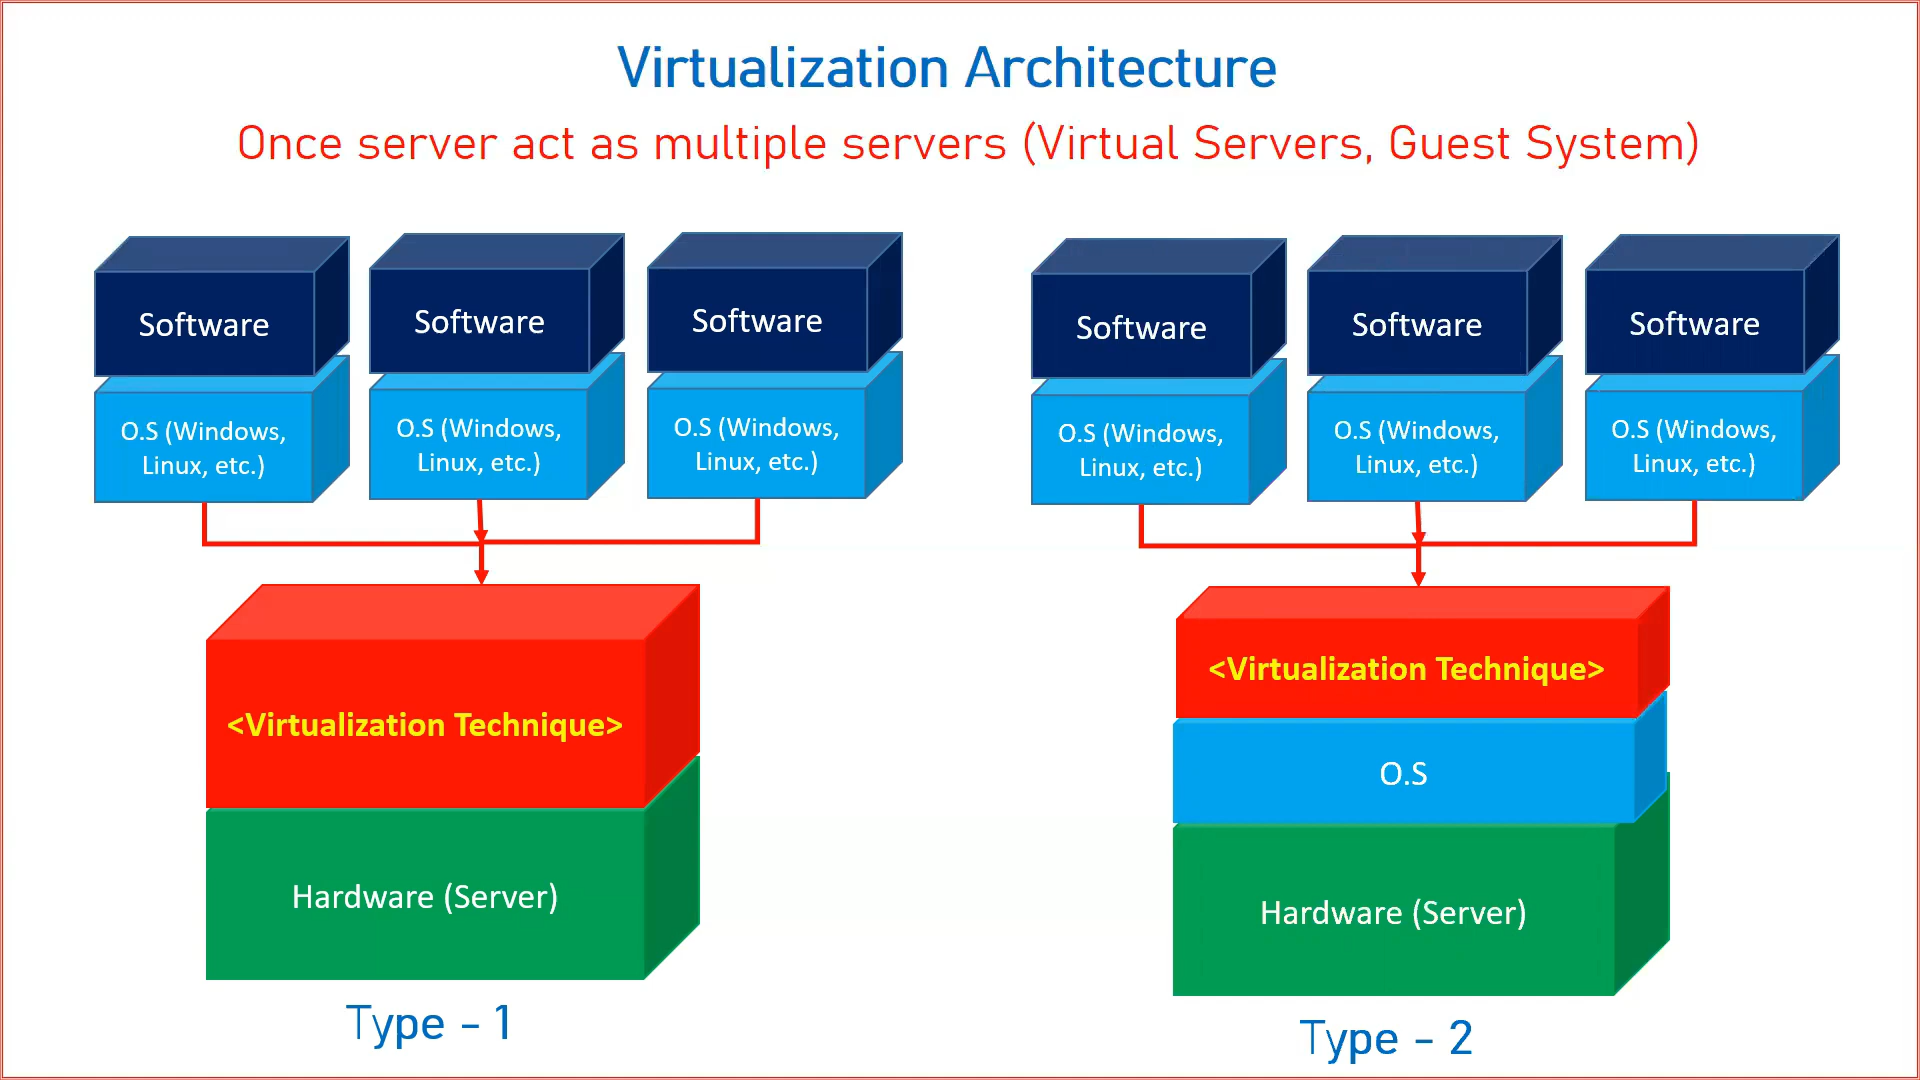 Virtualization Architecture
Once server act as multiple servers (Virtual Servers, Guest System)
Software
O.S (Windows,
Linux, etc.)
Software
O.S (Windows,
Linux, etc.)
Software
O.S (Windows,
Linux, etc.)
<Virtualization Technique>
Hardware (Server)
Type - 1
Software
O.S (Windows,
Linux, etc.)
Software
O.S (Windows,
Linux, etc.)
Software
O.S (Windows,
Linux, etc.)
<Virtualization Technique>
O.S
Hardware (Server)
Type - 2